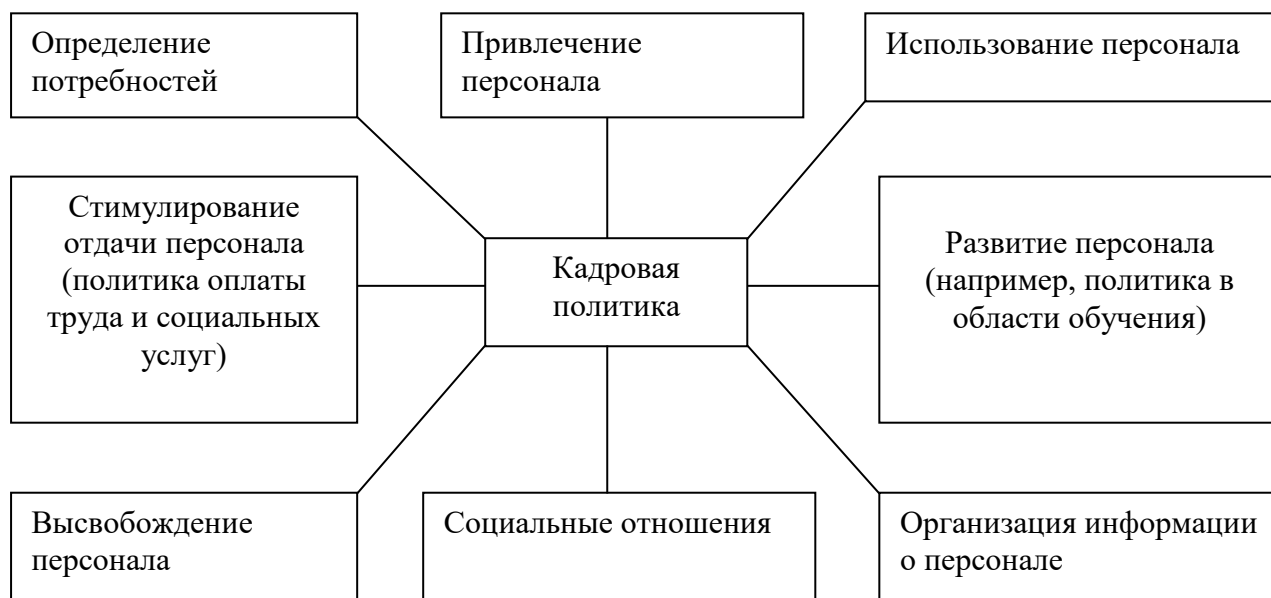 Определение
потребностей
Привлечение
персонала
Использование персонала
Стимулирование
отдачи персонала
(политика оплаты
труда и социальных
услуг)
Кадровая
политика
Развитие персонала
(например, политика в
области обучения)
Высвобождение
персонала
Социальные отношения
Организация информации
о персонале